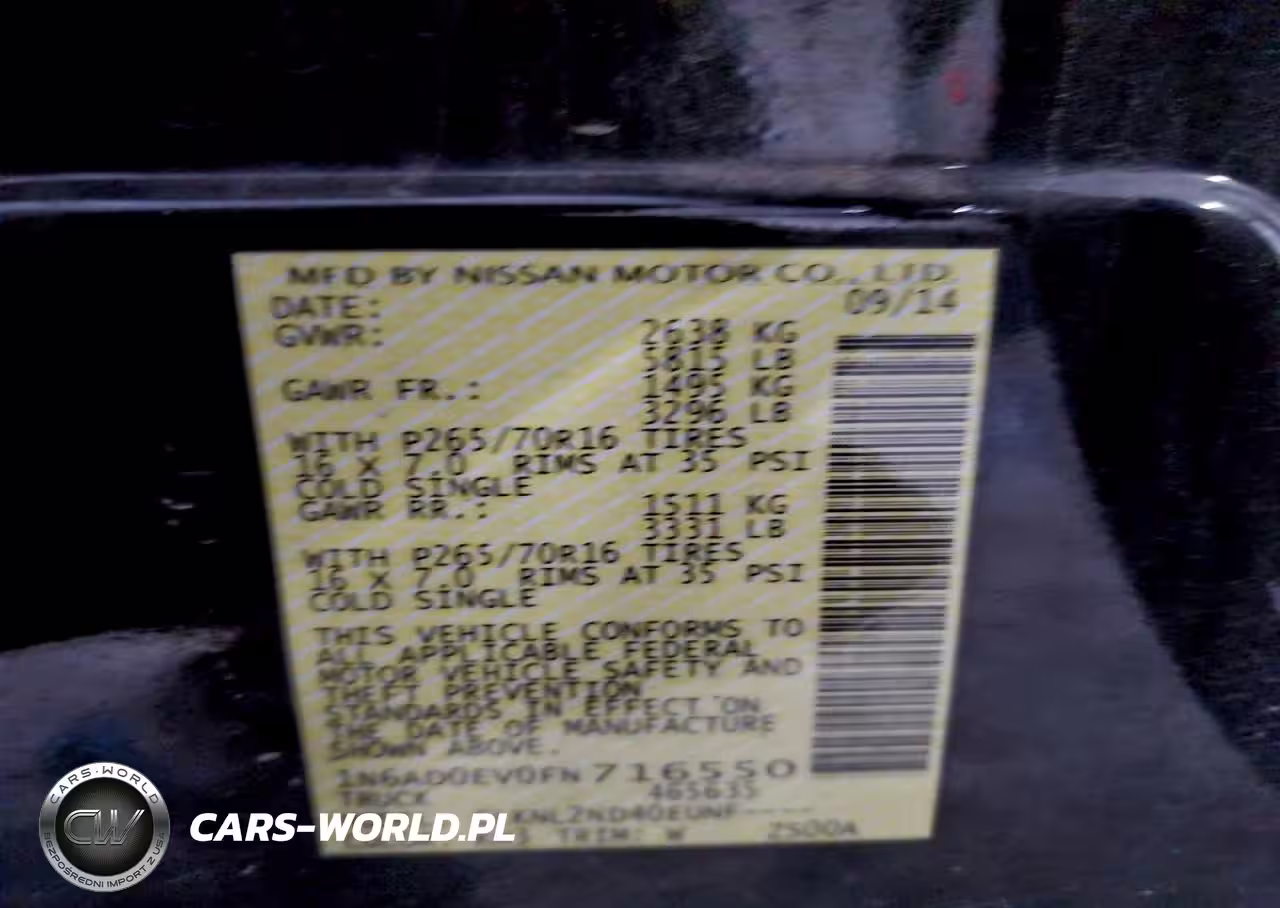 MFD BY NISSAN MOTOR CO., LTD.
DATE: 09/14
GVWR: 2638 KG
5815 LB
GAWR FR.: 1495 KG
3296 LB
WITH P265/70R16 TIRES
16 X 7.0 RIMS AT 35 PSI
COLD SINGLE
GAWR RR.: 1511 KG
3331 LB
WITH P265/70R16 TIRES
16 X 7.0 RIMS AT 35 PSI
COLD SINGLE
THIS VEHICLE CONFORMS TO
ALL APPLICABLE FEDERAL
MOTOR VEHICLE SAFETY AND
THEFT PREVENTION
STANDARDS IN EFFECT ON
THE DATE OF MANUFACTURE
SHOWN ABOVE.
1N6AD0EV0FN716550
TRUCK 465635
TRIM: W
CARS-WORLD
CW
BEZPOŚREDNI IMPORT Z USA
CARS-WORLD.PL